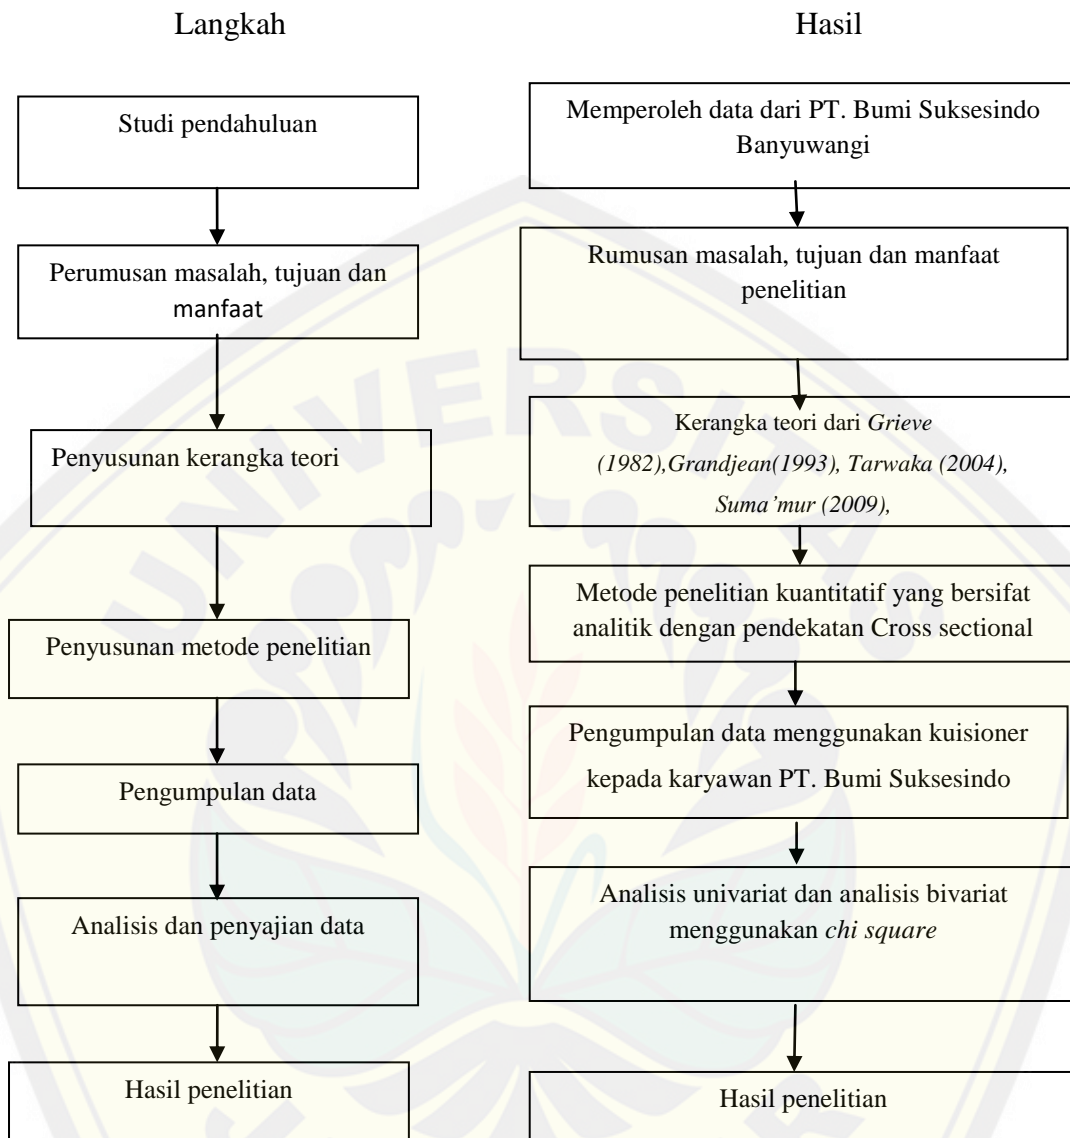 Langkah
Hasil
Studi pendahuluan
Memperoleh data dari PT. Bumi Suksesindo
Banyuwangi
Perumusan masalah, tujuan dan
manfaat
Rumusan masalah, tujuan dan manfaat
penelitian
Penyusunan kerangka teori
Kerangka teori dari Grieve
(1982),Grandjean(1993), Tarwaka (2004),
Suma’mur (2009),
Penyusunan metode penelitian
Metode penelitian kuantitatif yang bersifat
analitik dengan pendekatan Cross sectional
Pengumpulan data
Pengumpulan data menggunakan kuisioner
kepada karyawan PT. Bumi Suksesindo
Analisis dan penyajian data
Analisis univariat dan analisis bivariat
menggunakan chi square
Hasil penelitian
Hasil penelitian
UNIVERSITAS